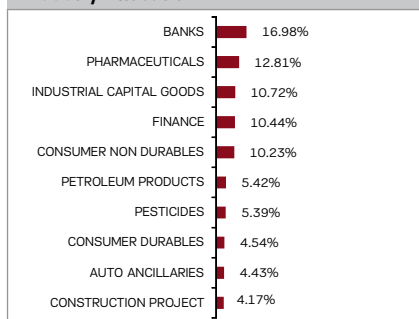 BANKS 16.98%
PHARMACEUTICALS 12.81%
INDUSTRIAL CAPITAL GOODS 10.72%
FINANCE 10.44%
CONSUMER NON DURABLES 10.23%
PETROLEUM PRODUCTS 5.42%
PESTICIDES 5.39%
CONSUMER DURABLES 4.54%
AUTO ANCILLARIES 4.43%
CONSTRUCTION PROJECT 4.17%